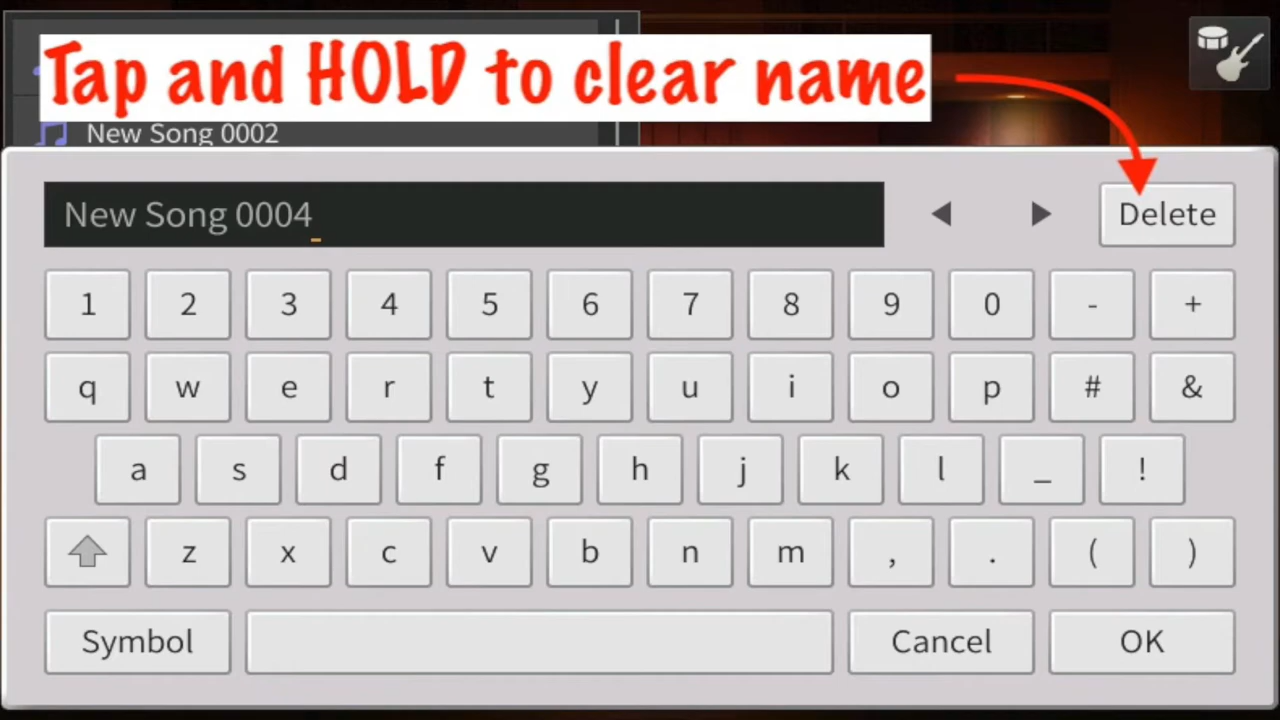 Tap and HOLD to clear name
New Song 0002
New Song 0004
Delete
1 2 3 4 5 6 7 8 9 0 - +
q w e r t y u i o p # &
a s d f g h j k l _ !
z x c v b n m , . ( )
Symbol Cancel OK